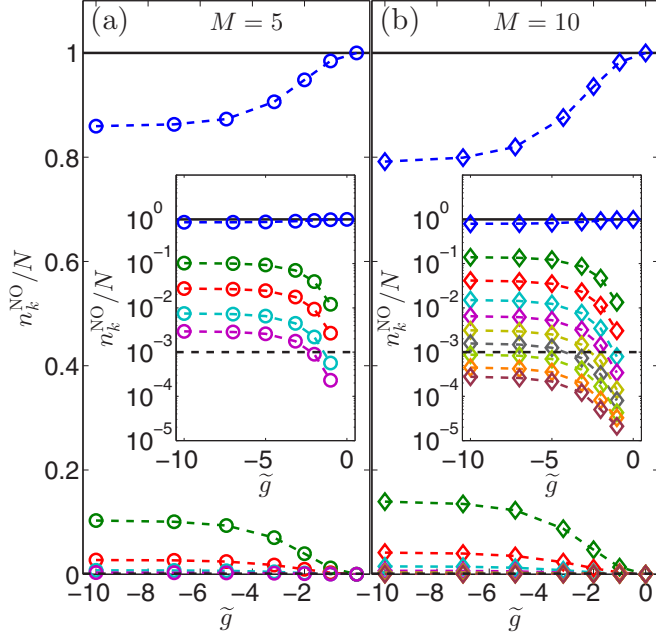 (a) M = 5
(b) M = 10
1
0.8
0.6
0.4
0.2
0
n_k^NO/N
−10 −8 −6 −4 −2
g̃
−10 −8 −6 −4 −2 0
g̃
10^0
10^-1
10^-2
10^-3
10^-4
10^-5
n_k^NO/N
−10 −5 0
g̃
10^0
10^-1
10^-2
10^-3
10^-4
10^-5
n_k^NO/N
−10 −5 0
g̃